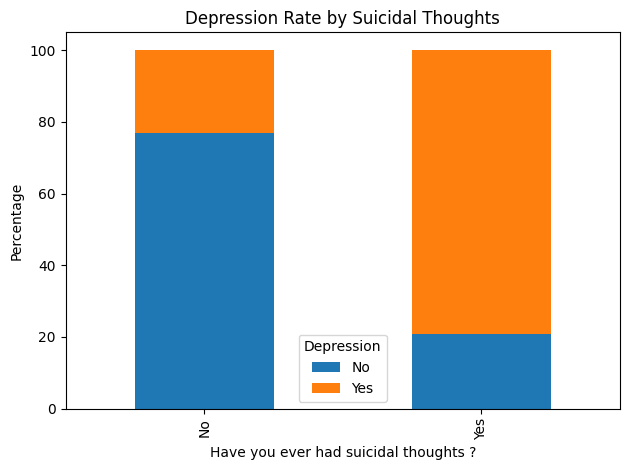 Depression Rate by Suicidal Thoughts
100
80
60
40
20
0
Percentage
Depression
No
Yes
No
Yes
Have you ever had suicidal thoughts ?